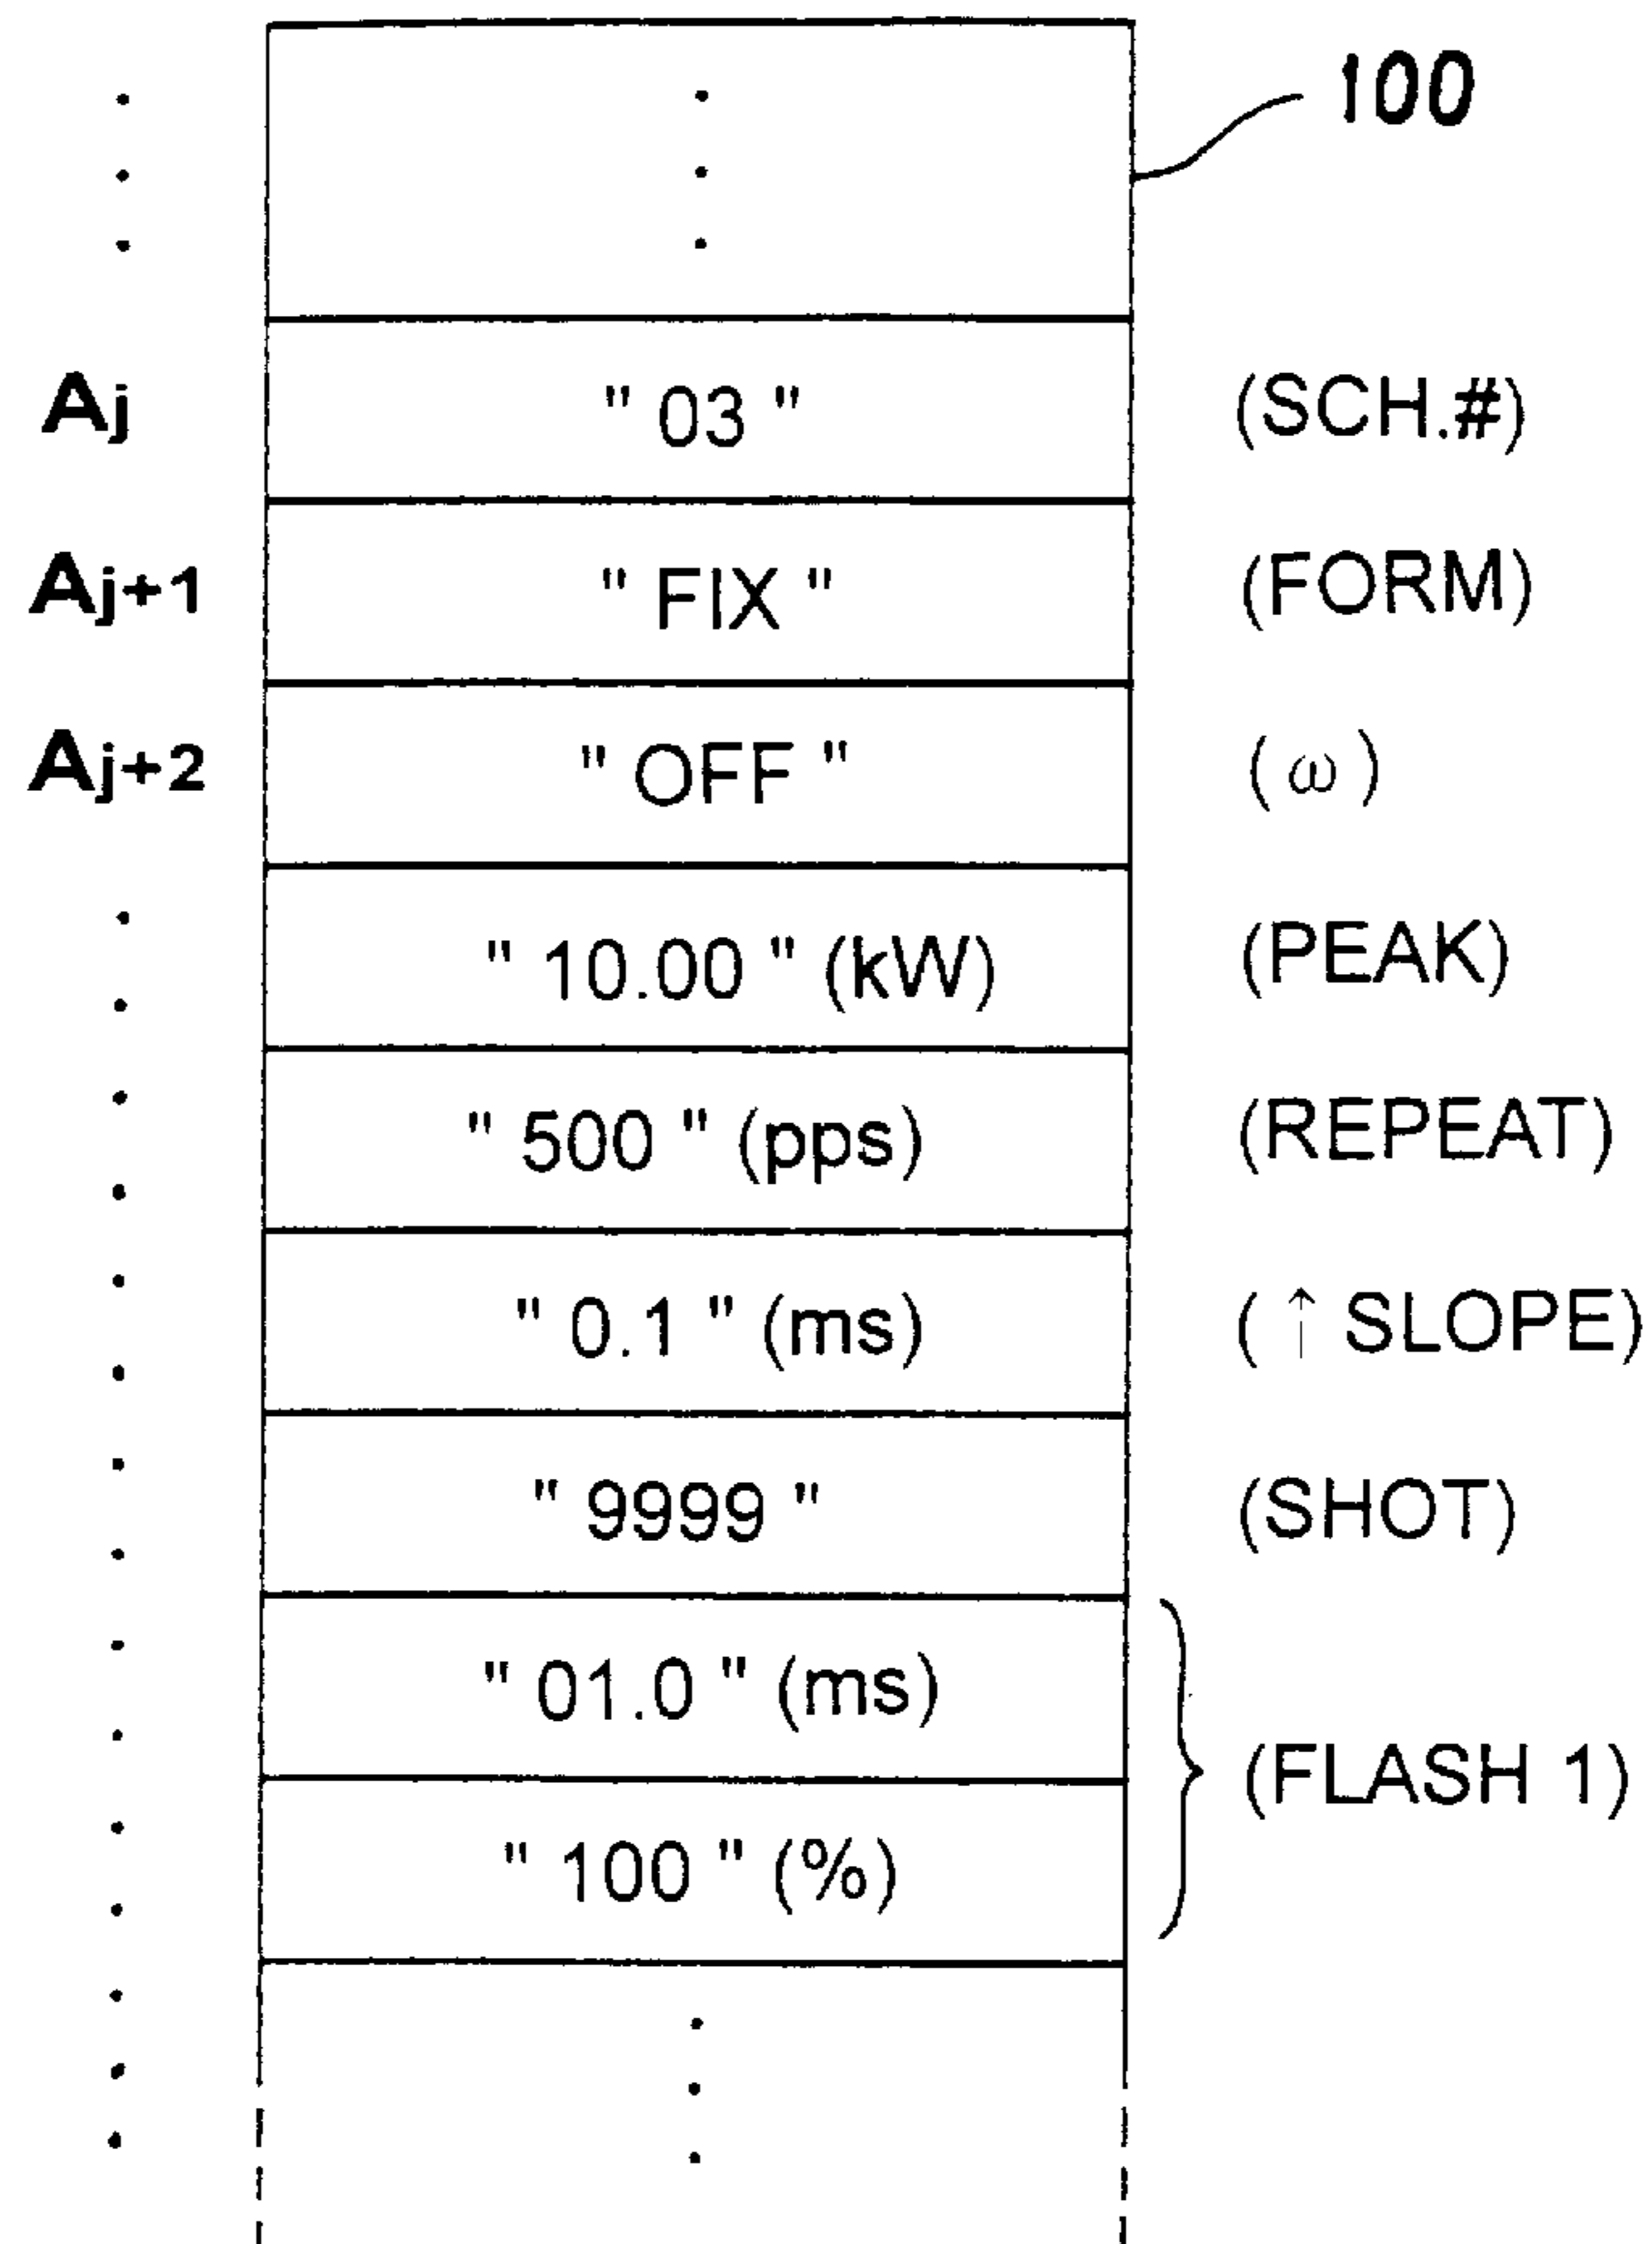 100
Aj " 03 " (SCH.#)
Aj+1 " FIX " (FORM)
Aj+2 " OFF " (ω)
" 10.00 " (kW) (PEAK)
" 500 " (pps) (REPEAT)
" 0.1 " (ms) (↑ SLOPE)
" 9999 " (SHOT)
" 01.0 " (ms)
(FLASH 1)
" 100 " (%)